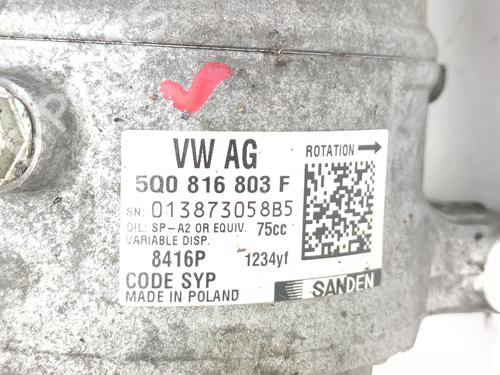 VW AG
ROTATION
5Q0 816 803 F
SN: 013873058B5
OIL: SP-A2 OR EQUIV. 75cc
VARIABLE DISP.
8416P 1234yf
CODE SYP
MADE IN POLAND
SANDEN